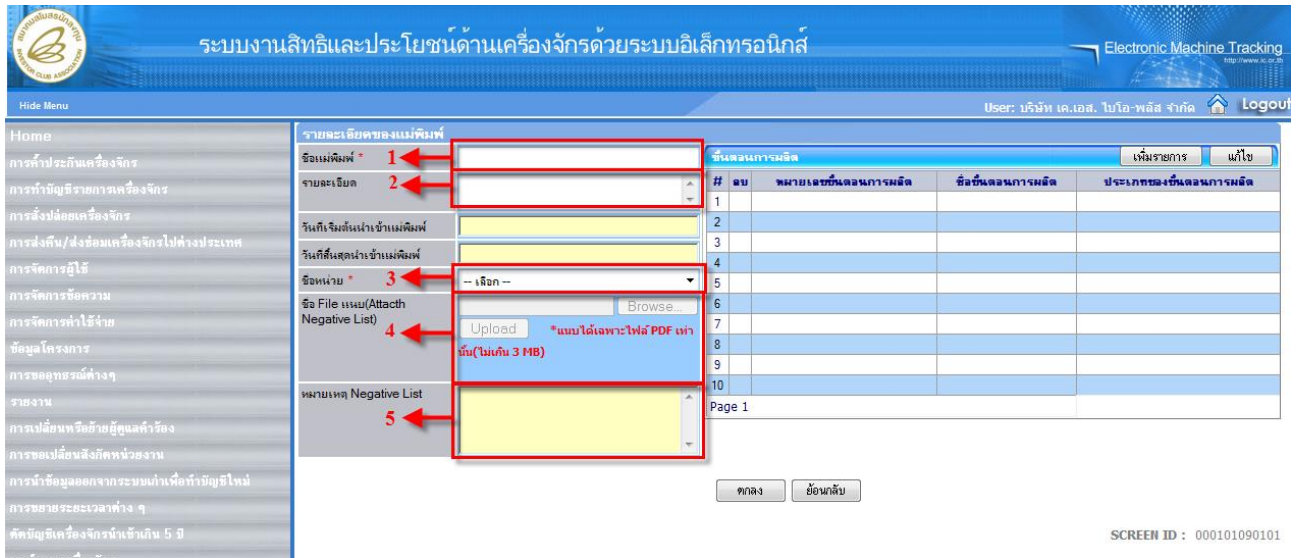 สมาคมสโมสรนักลงทุน
INVESTOR CLUB ASSOCIATION
ระบบงานสิทธิและประโยชน์ด้านเครื่องจักรด้วยระบบอิเล็กทรอนิกส์
Electronic Machine Tracking
http://www.ic.or.th
Hide Menu
User: บริษัท เค.เอส. ไบโอ-พลัส จำกัด
Logout
Home
การค้ำประกันเครื่องจักร
การทำบัญชีรายการเครื่องจักร
การสั่งปล่อยเครื่องจักร
การส่งคืน/ส่งซ่อมเครื่องจักรไปต่างประเทศ
การจัดการผู้ใช้
การจัดการข้อความ
การจัดการค่าใช้จ่าย
ข้อมูลโครงการ
การขออุทธรณ์ต่างๆ
รายงาน
การเปลี่ยนหรือย้ายผู้ดูแลคำร้อง
การขอเปลี่ยนสังกัดหน่วยงาน
การนำข้อมูลออกจากระบบเก่าเพื่อทำบัญชีใหม่
การขยายระยะเวลาต่าง ๆ
ตัดบัญชีเครื่องจักรนำเข้าเกิน 5 ปี
รายละเอียดของแม่พิมพ์
ชื่อแม่พิมพ์ * 1
รายละเอียด 2
วันที่เริ่มต้นนำเข้าแม่พิมพ์
วันที่สิ้นสุดนำเข้าแม่พิมพ์
ชื่อหน่วย * 3 -- เลือก --
ชื่อ File แนบ(Attacth
Negative List)
4
Browse...
Upload *แนบได้เฉพาะไฟล์ PDF เท่า
นั้น(ไม่เกิน 3 MB)
หมายเหตุ Negative List
5
ขั้นตอนการผลิต เพิ่มรายการ แก้ไข
# ลบ หมายเลขขั้นตอนการผลิต ชื่อขั้นตอนการผลิต ประเภทของขั้นตอนการผลิต
1
2
3
4
5
6
7
8
9
10
Page 1
ตกลง ย้อนกลับ
SCREEN ID : 000101090101